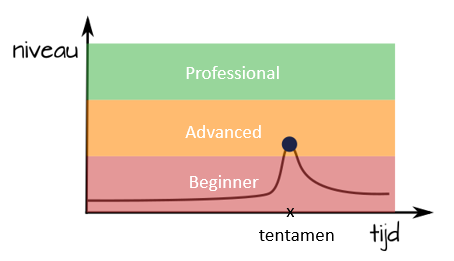 niveau
Professional
Advanced
Beginner
x
tentamen
tijd